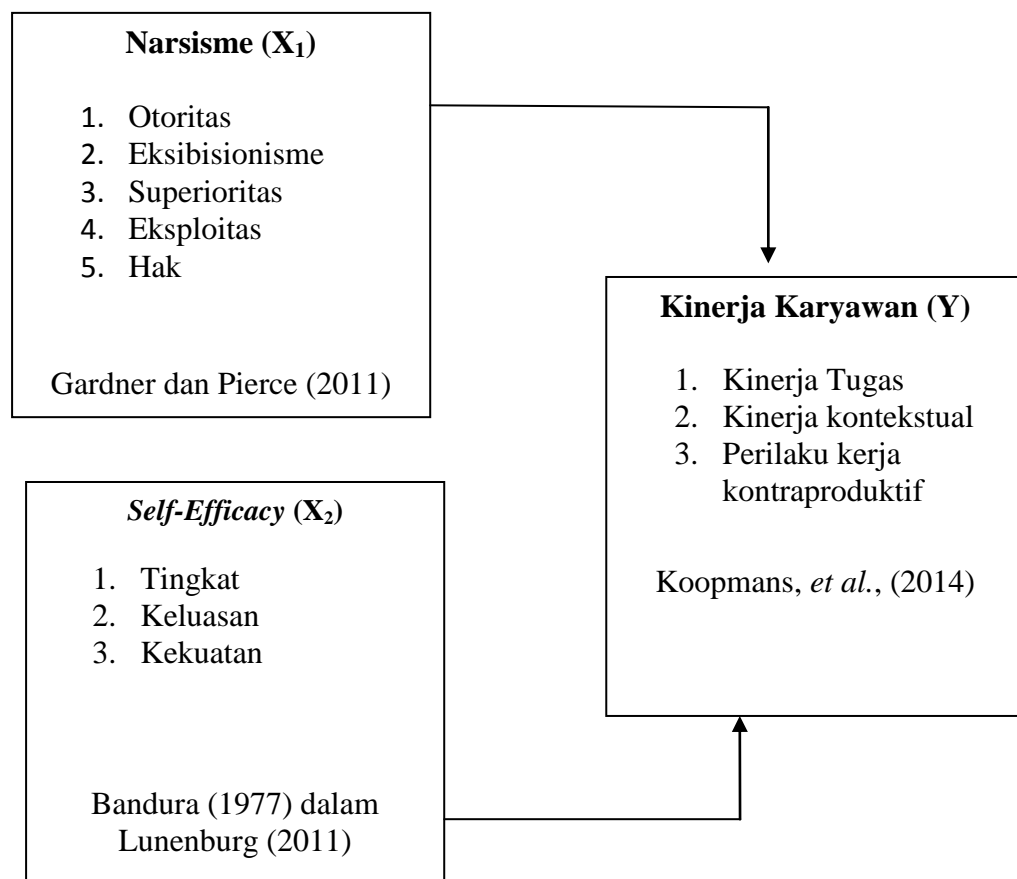 Narsisme (X₁)
1. Otoritas
2. Eksibisionisme
3. Superioritas
4. Eksploitas
5. Hak
Gardner dan Pierce (2011)
Self-Efficacy (X₂)
1. Tingkat
2. Keluasan
3. Kekuatan
Bandura (1977) dalam
Lunenburg (2011)
Kinerja Karyawan (Y)
1. Kinerja Tugas
2. Kinerja kontekstual
3. Perilaku kerja
kontraproduktif
Koopmans, et al., (2014)